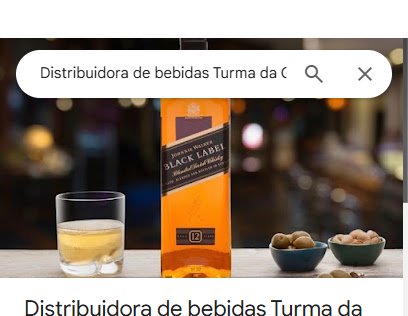 Distribuidora de bebidas Turma da C
JOHNNIE WALKER
BLACK LABEL
Blended Scotch Whisky
12
Distribuidora de bebidas Turma da